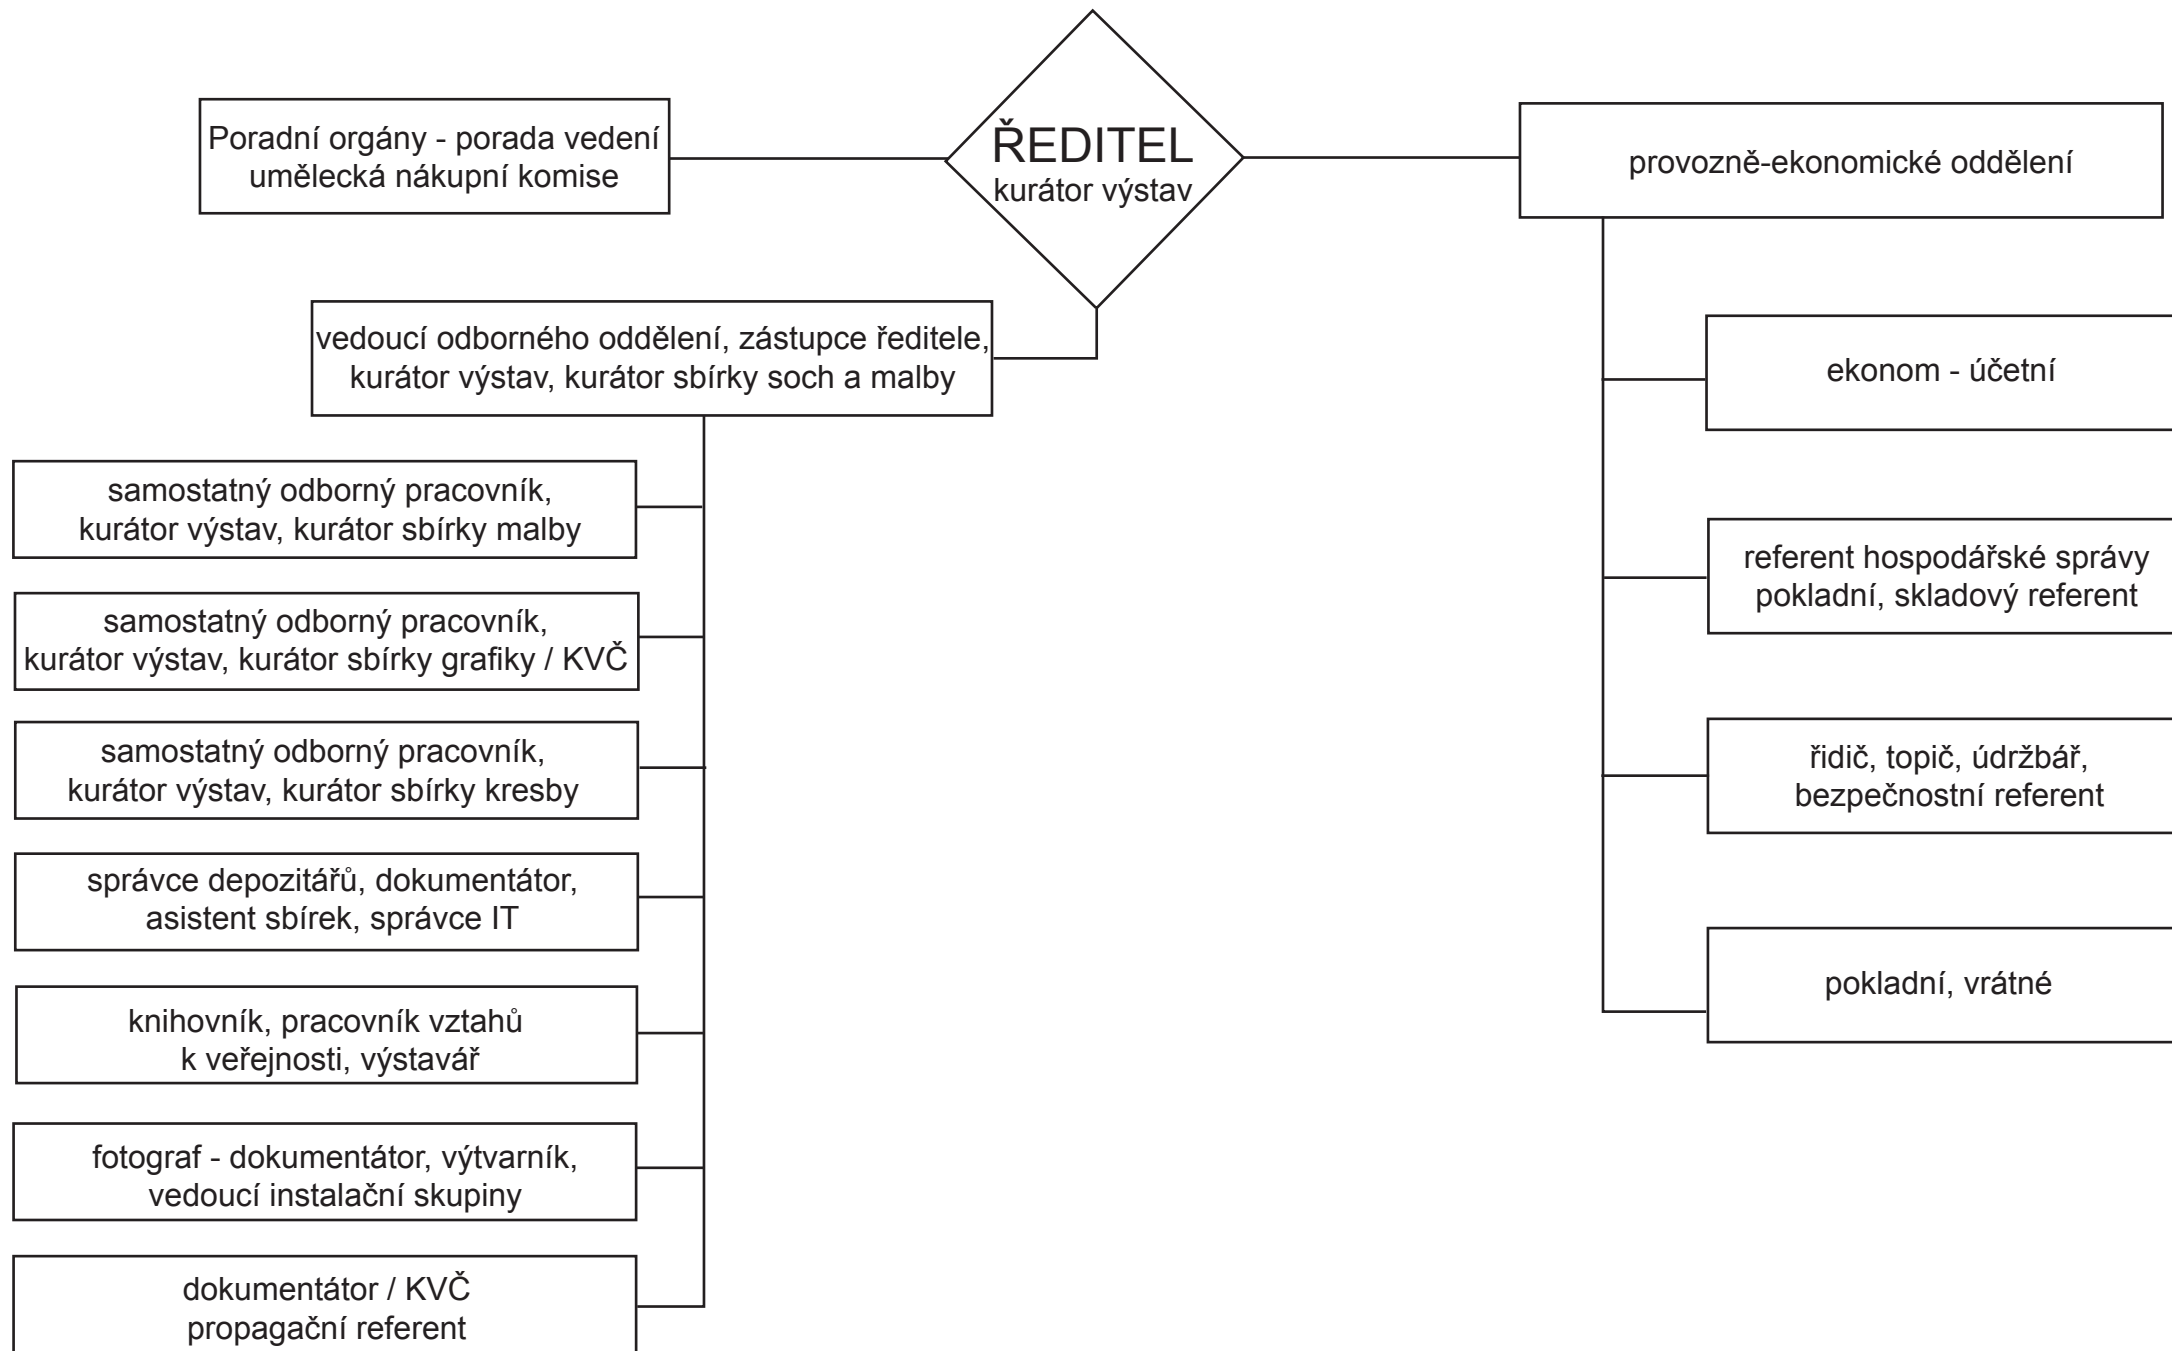 Poradní orgány - porada vedení
umělecká nákupní komise
ŘEDITEL
kurátor výstav
provozně-ekonomické oddělení
vedoucí odborného oddělení, zástupce ředitele,
kurátor výstav, kurátor sbírky soch a malby
samostatný odborný pracovník,
kurátor výstav, kurátor sbírky malby
samostatný odborný pracovník,
kurátor výstav, kurátor sbírky grafiky / KVČ
samostatný odborný pracovník,
kurátor výstav, kurátor sbírky kresby
správce depozitářů, dokumentátor,
asistent sbírek, správce IT
knihovník, pracovník vztahů
k veřejnosti, výstavář
fotograf - dokumentátor, výtvarník,
vedoucí instalační skupiny
dokumentátor / KVČ
propagační referent
ekonom - účetní
referent hospodářské správy
pokladní, skladový referent
řidič, topič, údržbář,
bezpečnostní referent
pokladní, vrátné